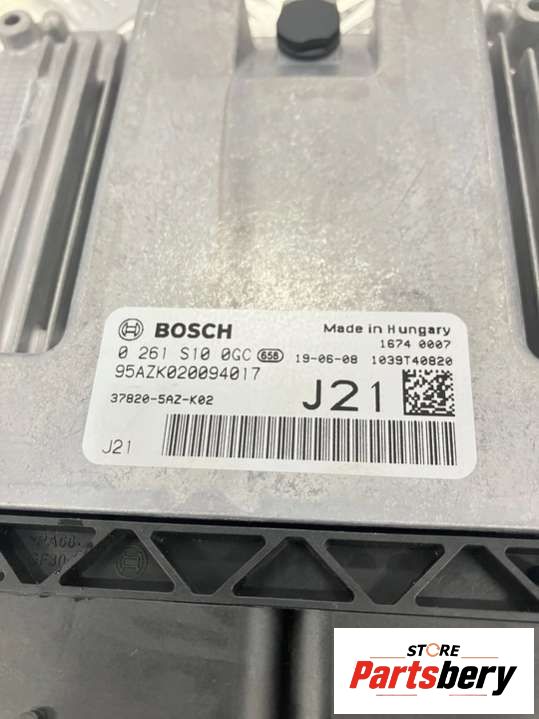 BOSCH
Made in Hungary
1674 0007
0 261 S10 0GC 658 19-06-08 1039T40820
95AZK020094017
37820-5AZ-K02
J21
J21
STORE
Partsbery